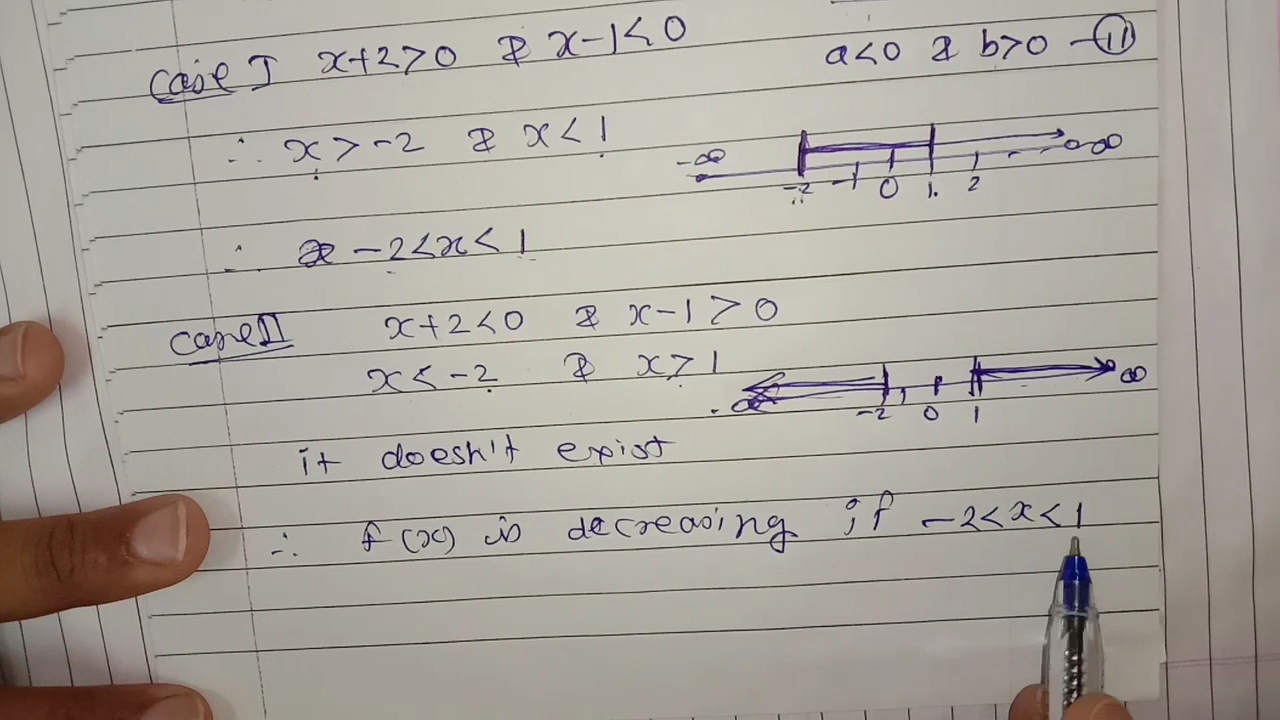 Case I x+2>0 & x-1<0
a<0 & b>0 - (11)
∴ x > -2 & x < 1
-∞ -2 -1 0 1 2 ∞
∴ -2<x<1
Case II x+2<0 & x-1 > 0
x < -2 & x > 1
-∞ -2 0 1 ∞
it doesn't exist
∴ f(x) is decreasing if -2<x<1